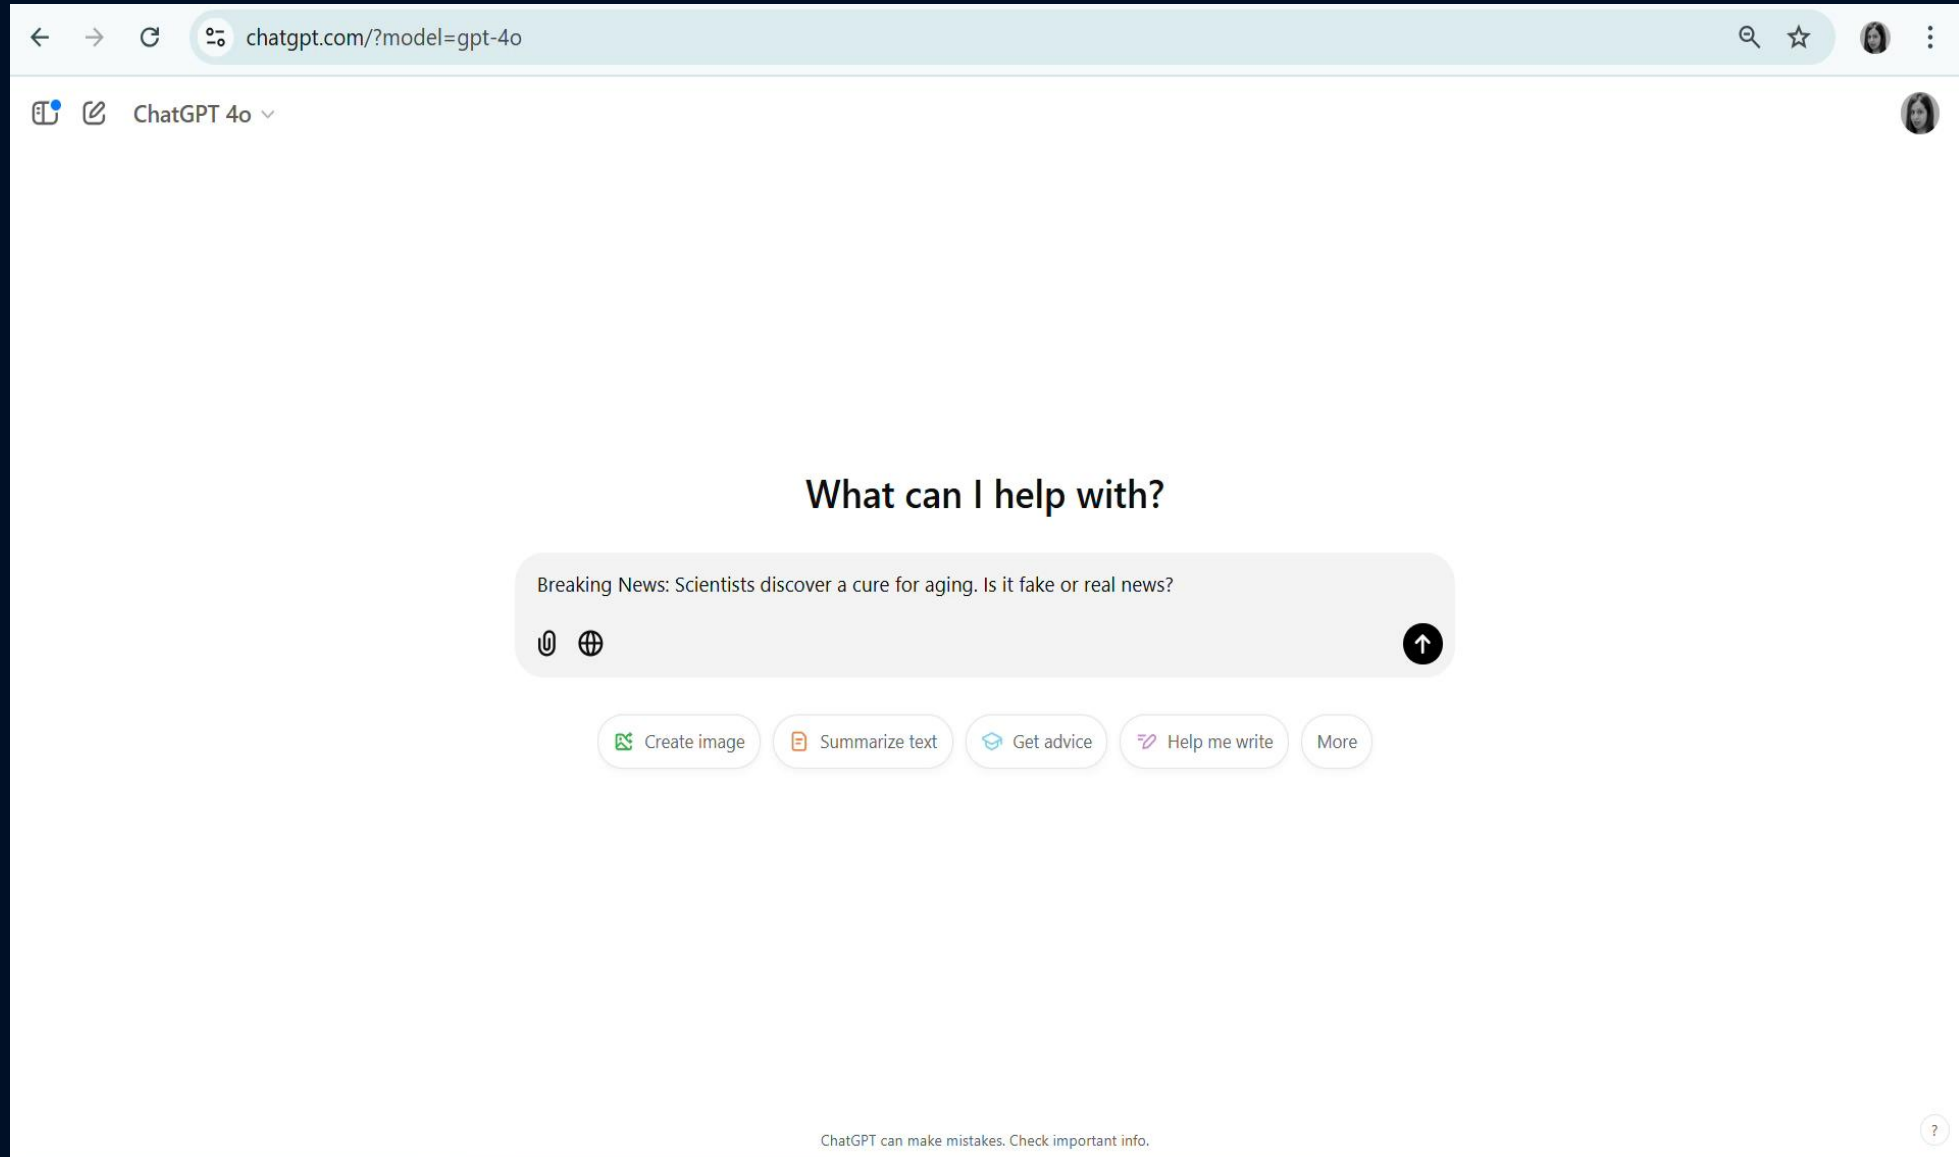 chatgpt.com/?model=gpt-4o
ChatGPT 4o
What can I help with?
Breaking News: Scientists discover a cure for aging. Is it fake or real news?
Create image
Summarize text
Get advice
Help me write
More
ChatGPT can make mistakes. Check important info.
?